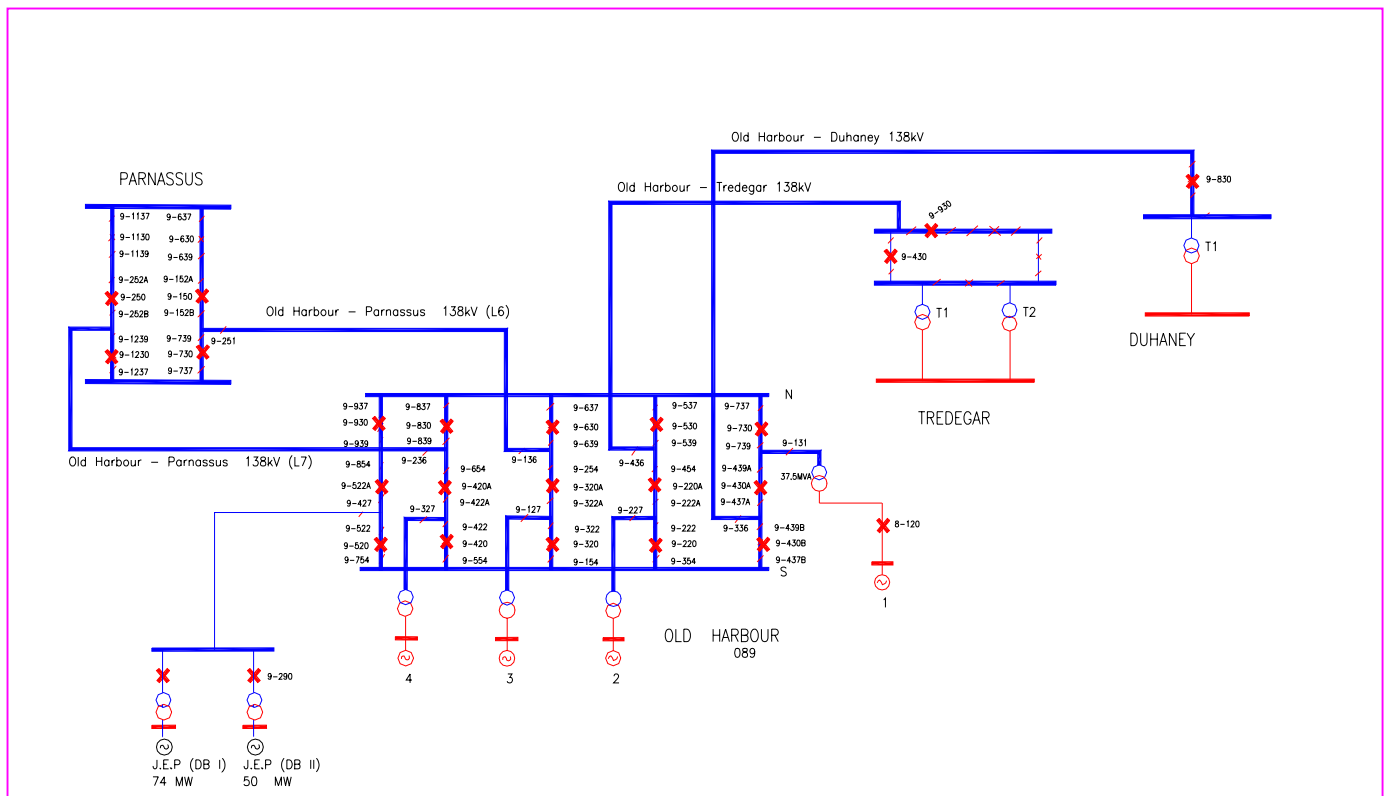 Old Harbour – Duhaney 138kV
PARNASSUS
9-830
Old Harbour – Tredegar 138kV
9-930
9-1137
9-637
9-1130
9-630
9-1139
9-639
9-430
T1
9-252A
9-152A
9-250
9-150
9-252B
9-152B
Old Harbour – Parnassus 138kV (L6)
T1
T2
9-1239
9-739
9-251
9-1230
9-730
9-1237
9-737
DUHANEY
TREDEGAR
N
9-937
9-837
9-637
9-537
9-737
9-930
9-830
9-630
9-530
9-730
9-939
9-839
9-639
9-539
9-739
9-131
9-236
9-136
9-436
Old Harbour – Parnassus 138kV (L7)
9-854
9-654
9-254
9-454
9-439A
37.5MVA
9-522A
9-420A
9-320A
9-220A
9-430A
9-422A
9-322A
9-222A
9-437A
9-427
9-327
9-127
9-227
9-522
9-422
9-322
9-222
9-336
9-439B
8-120
9-520
9-420
9-320
9-220
9-430B
9-754
9-554
9-154
9-354
9-437B
S
1
OLD HARBOUR
089
4
3
2
9-290
J.E.P (DB I)
74 MW
J.E.P (DB II)
50 MW